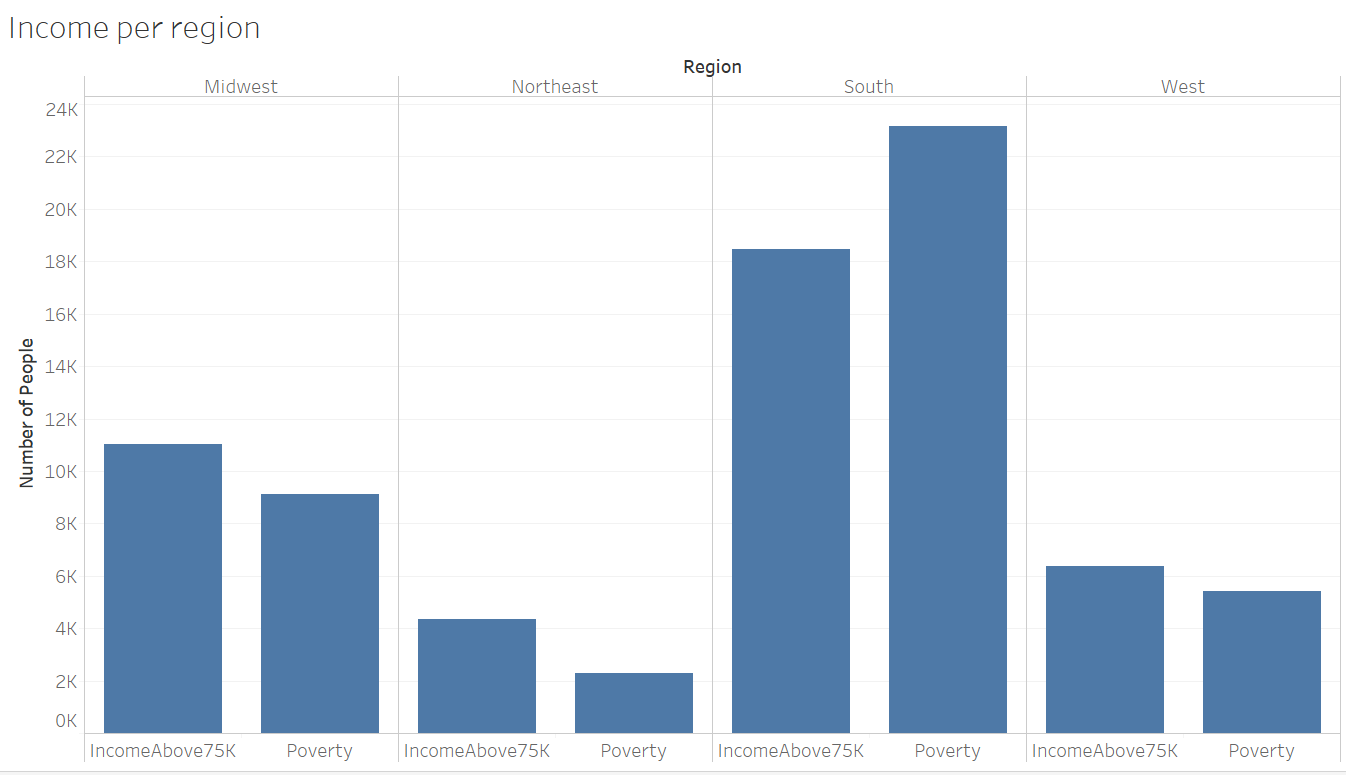 Income per region
Region
Midwest Northeast South West
24K
22K
20K
18K
16K
14K
12K
10K
8K
6K
4K
2K
0K
Number of People
IncomeAbove75K Poverty IncomeAbove75K Poverty IncomeAbove75K Poverty IncomeAbove75K Poverty